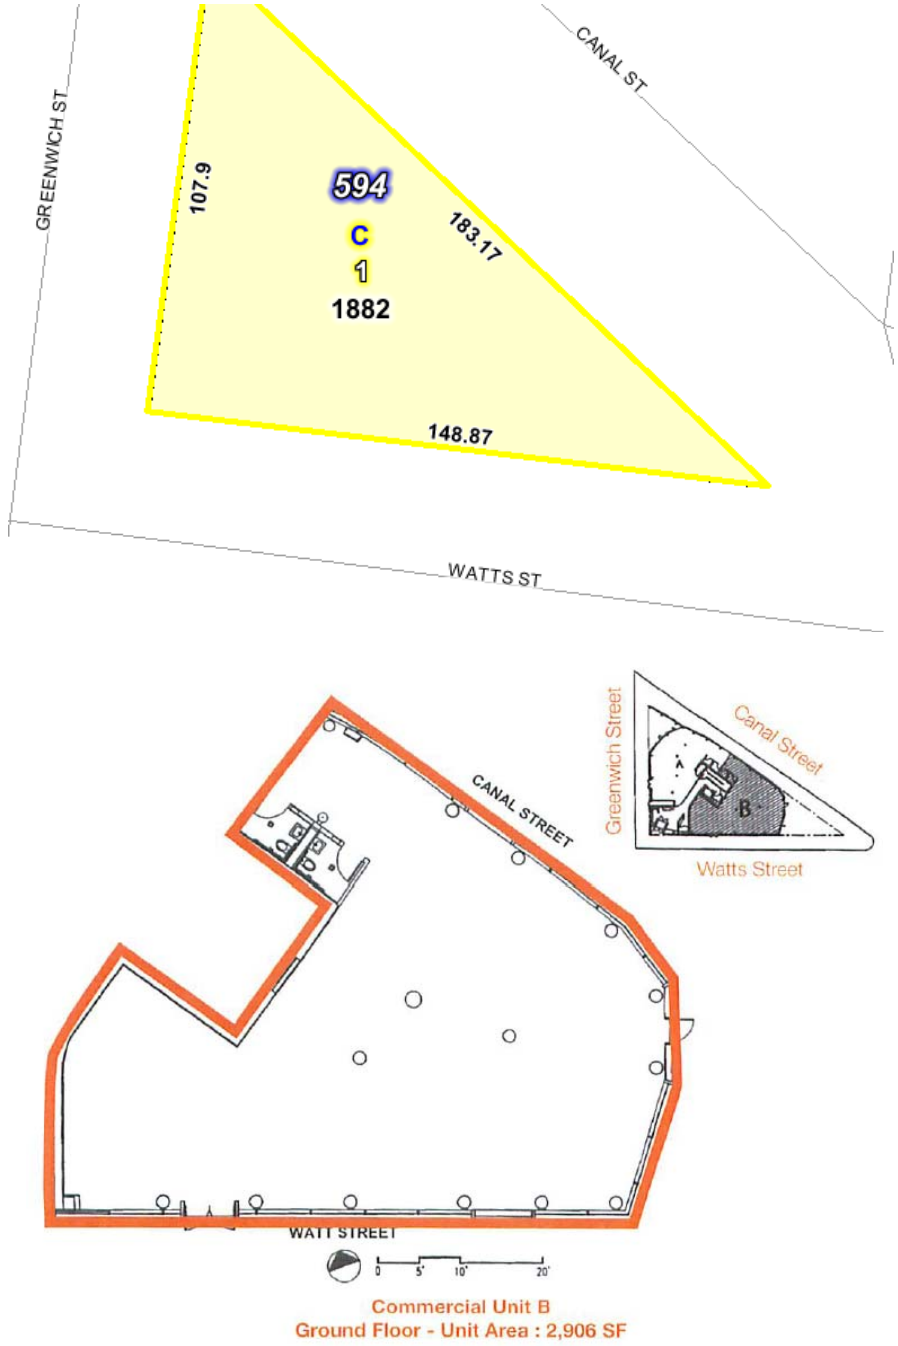 GREENWICH ST
CANAL ST
107.9
594
183.17
C
1
1882
148.87
WATTS ST
Greenwich Street
Canal Street
A
B
Watts Street
CANAL STREET
WATT STREET
0 5' 10' 20'
Commercial Unit B
Ground Floor - Unit Area : 2,906 SF